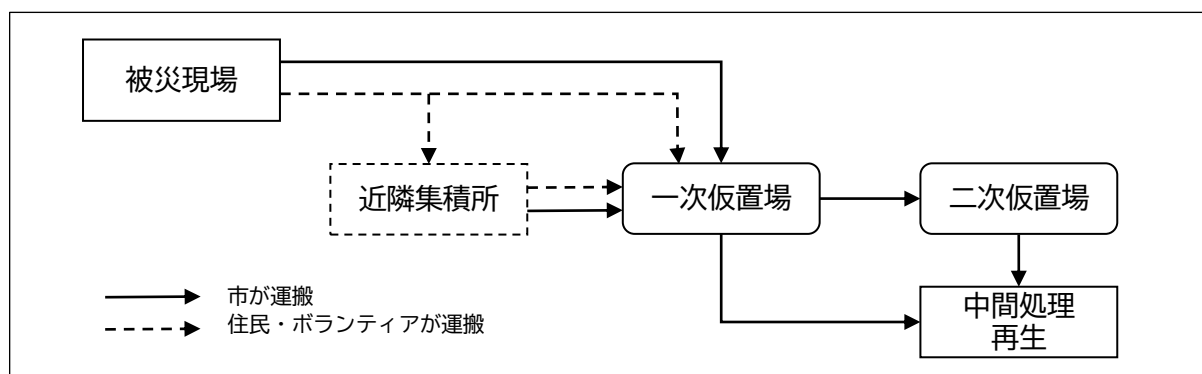 被災現場
近隣集積所
一次仮置場
二次仮置場
中間処理
再生
市が運搬
住民・ボランティアが運搬